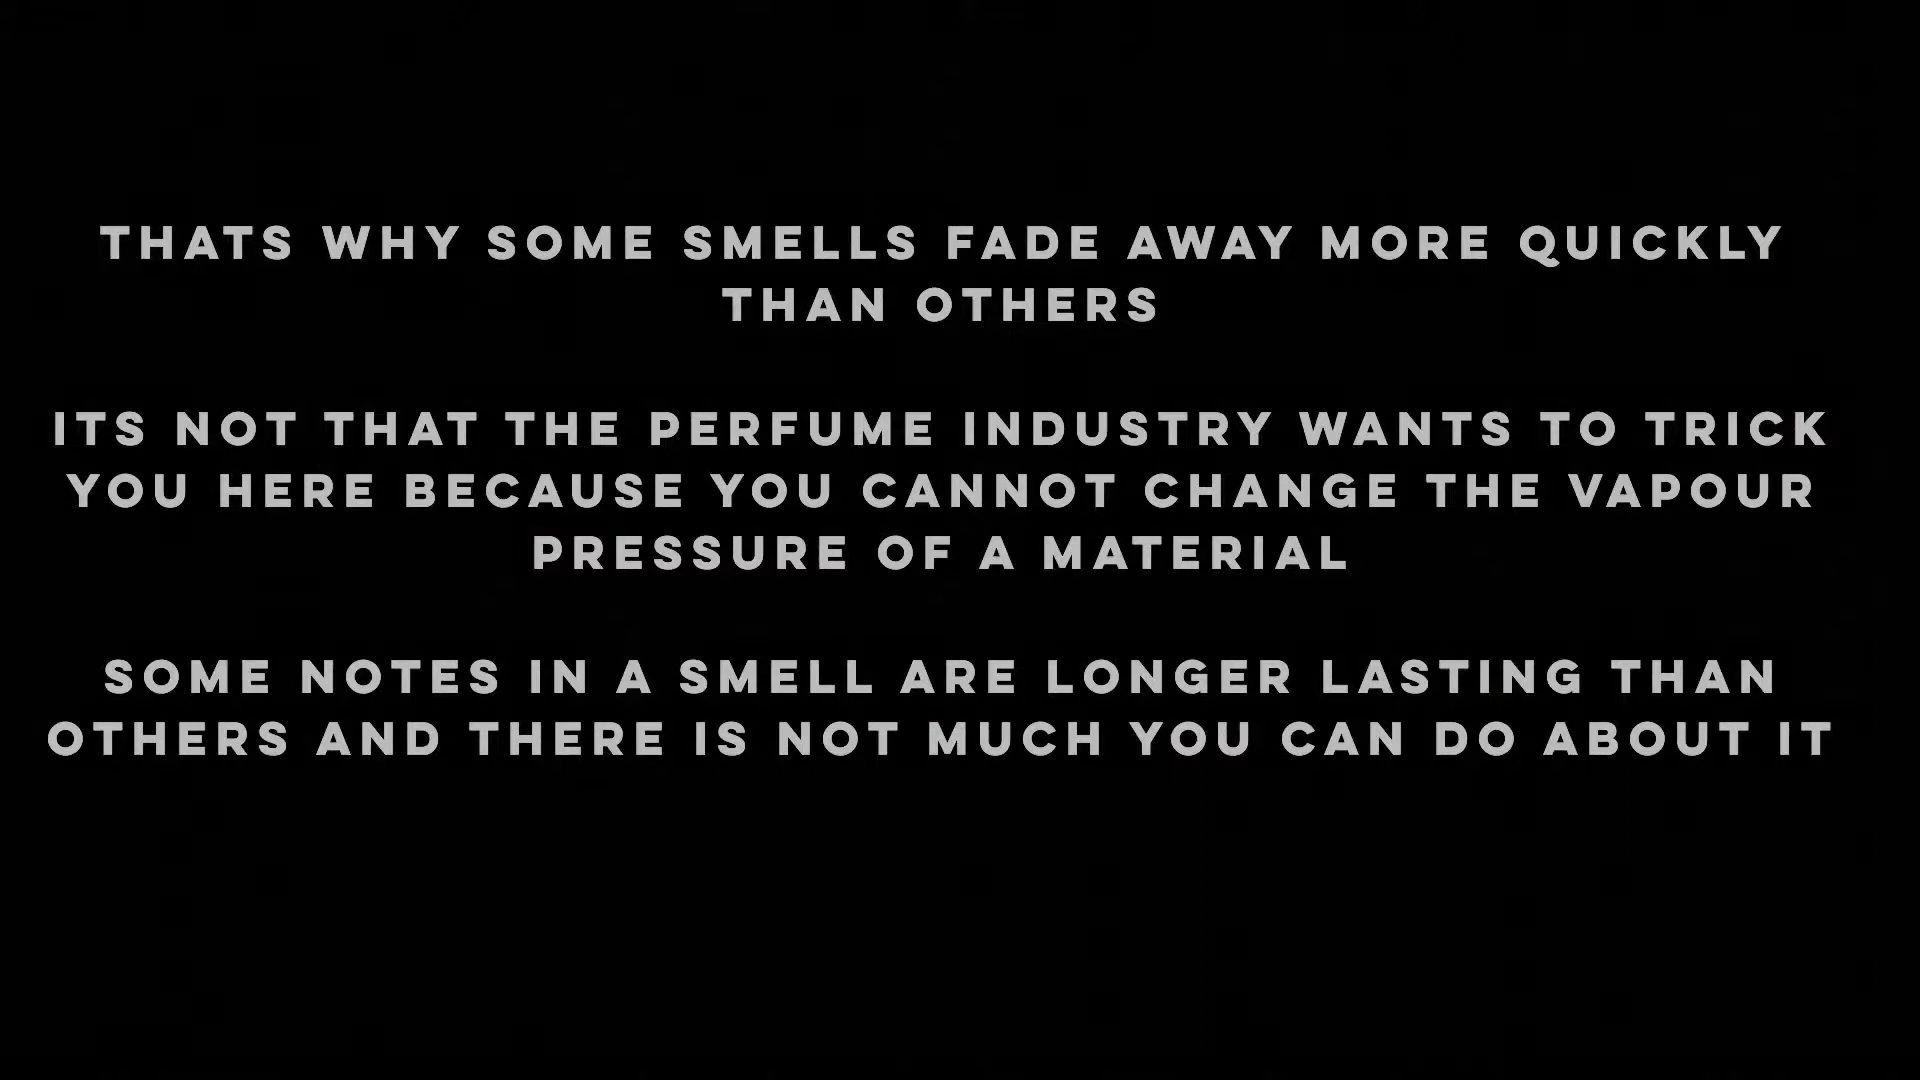 THATS WHY SOME SMELLS FADE AWAY MORE QUICKLY
THAN OTHERS
ITS NOT THAT THE PERFUME INDUSTRY WANTS TO TRICK
YOU HERE BECAUSE YOU CANNOT CHANGE THE VAPOUR
PRESSURE OF A MATERIAL
SOME NOTES IN A SMELL ARE LONGER LASTING THAN
OTHERS AND THERE IS NOT MUCH YOU CAN DO ABOUT IT